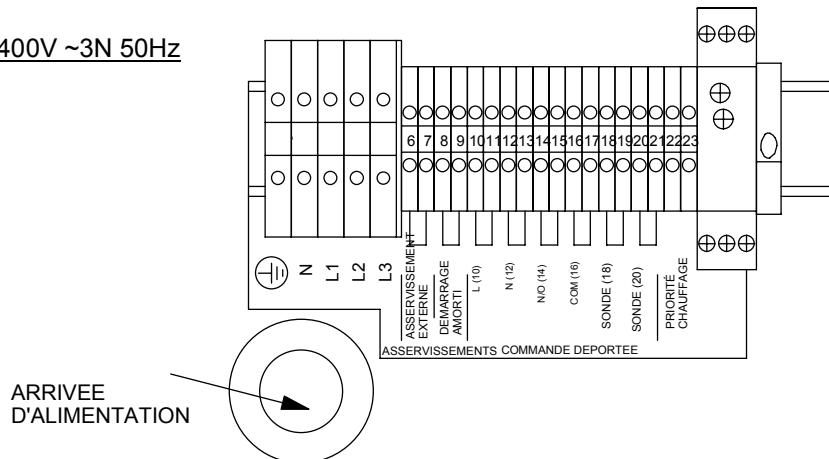 400V ~3N 50Hz
6 7 8 9 10 11 12 13 14 15 16 17 18 19 20 21 22 23
N
L1
L2
L3
ASSERVISSEMENT
EXTERNE
DEMARRAGE
AMORTI
L (10)
N (12)
N/O (14)
COM (16)
SONDE (18)
SONDE (20)
PRIORITÉ
CHAUFFAGE
ASSERVISSEMENTS COMMANDE DEPORTEE
ARRIVEE
D'ALIMENTATION